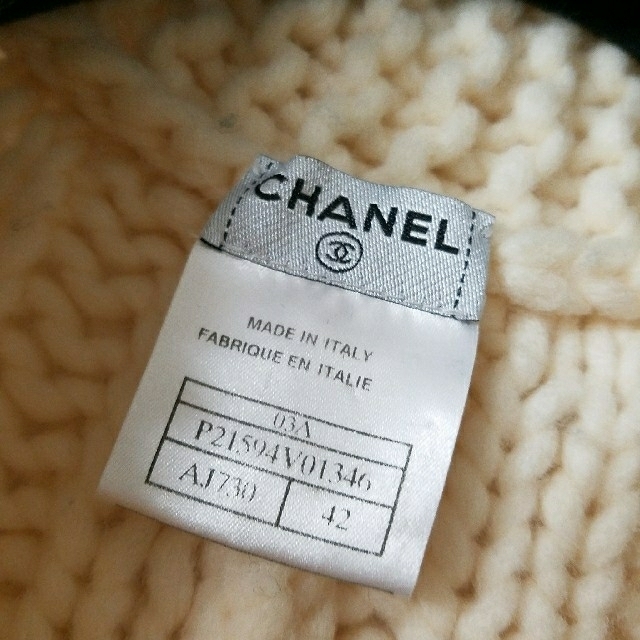 CHANEL
MADE IN ITALY
FABRIQUE EN ITALIE
03A
P21594V01346
AJ730
42